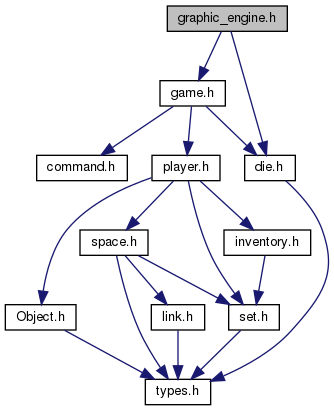 graphic_engine.h
game.h
command.h
player.h
die.h
space.h
inventory.h
Object.h
link.h
set.h
types.h